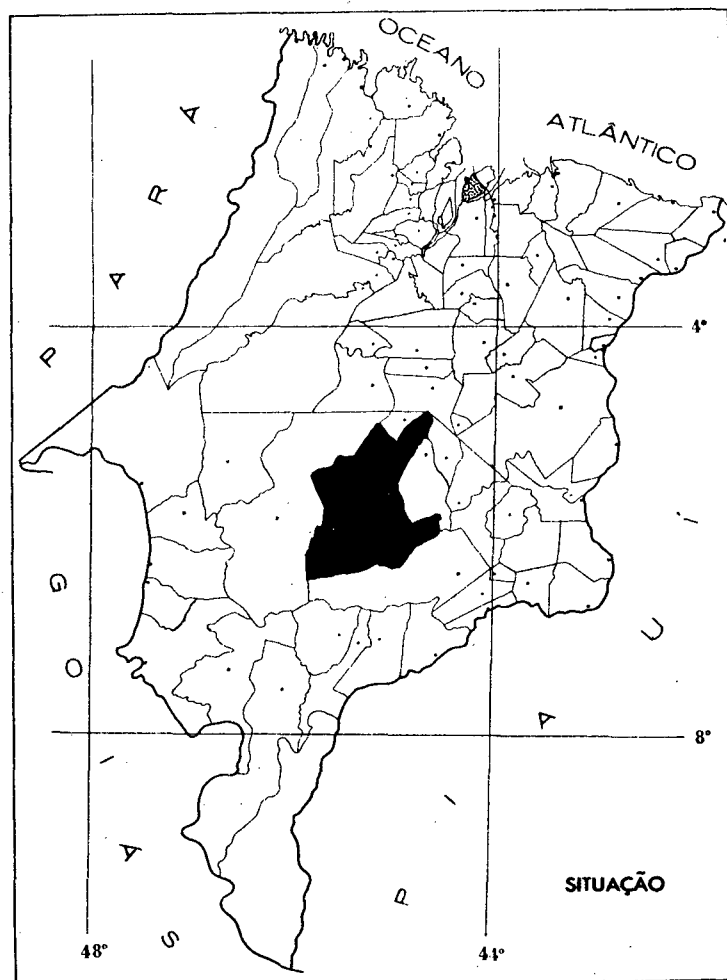 OCEANO
ATLÂNTICO
PARÁ
4°
GOIÁS
PIAUÍ
8°
SITUAÇÃO
48°
44°